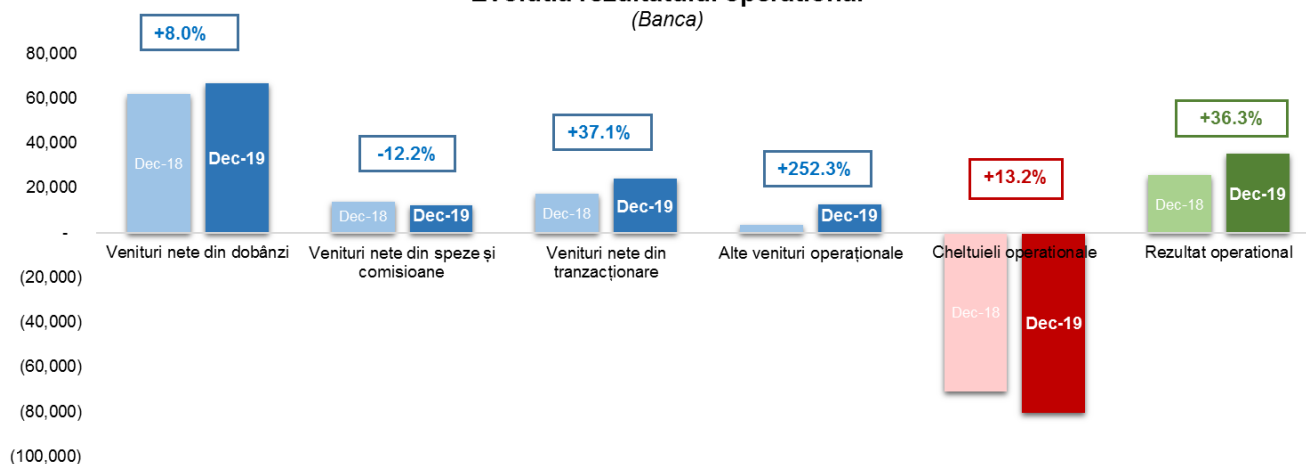 Evolutia rezultatului operational
(Banca)
80,000
60,000
40,000
20,000
-
(20,000)
(40,000)
(60,000)
(80,000)
(100,000)
+8.0%
-12.2%
+37.1%
+252.3%
+13.2%
+36.3%
Dec-18
Dec-19
Dec-18
Dec-19
Dec-18
Dec-19
Dec-19
Dec-18
Dec-19
Dec-18
Dec-19
Venituri nete din dobânzi
Venituri nete din speze și
comisioane
Venituri nete din
tranzacționare
Alte venituri operaționale
Cheltuieli operationale
Rezultat operational